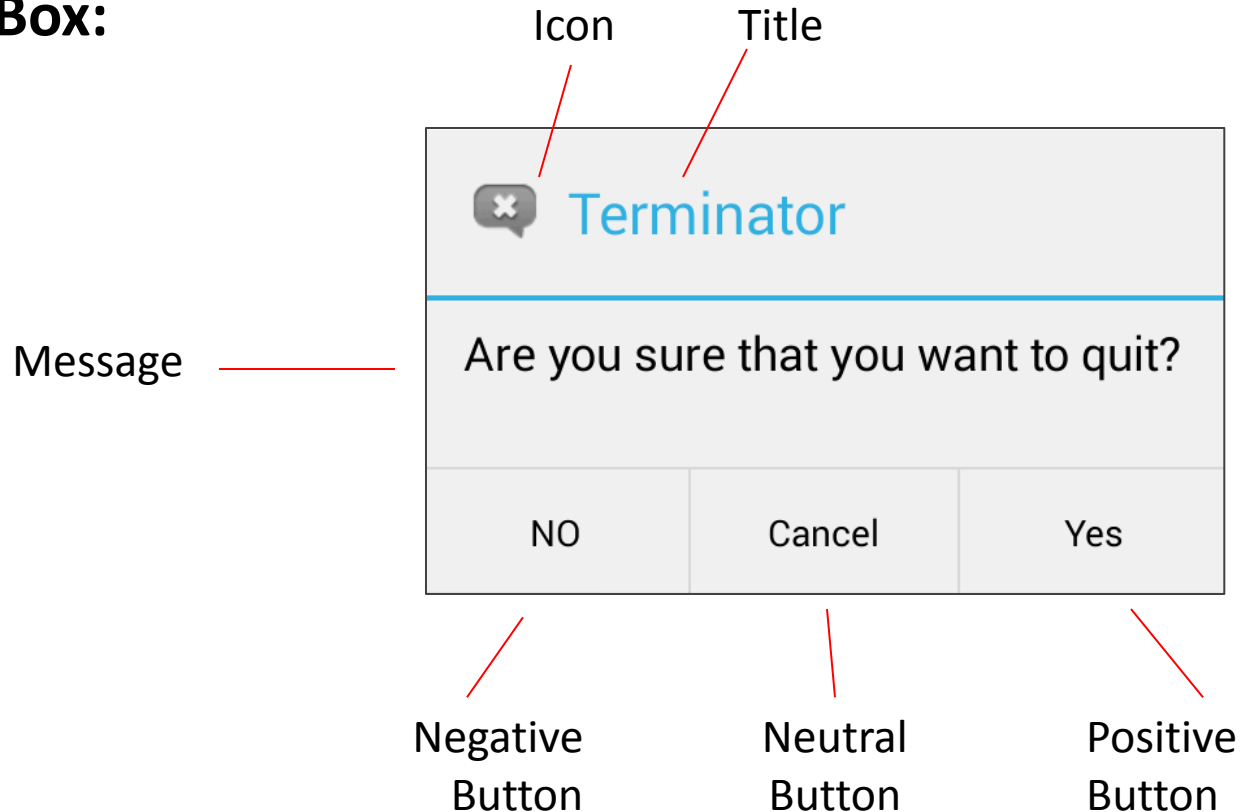 Box:
Icon Title
Terminator
Message
Are you sure that you want to quit?
NO Cancel Yes
Negative Button
Neutral Button
Positive Button